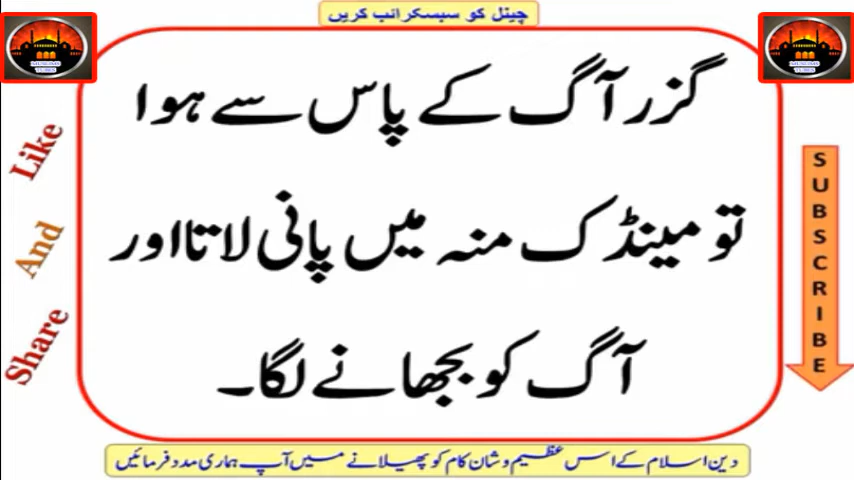 چینل کو سبسکرائب کریں
گزر آگ کے پاس سے ہوا
تو مینڈک منہ میں پانی لاتا اور
آگ کو بجھانے لگا۔
دین اسلام کے اس عظیم و شان کام کو پھیلانے میں آپ ہماری مدد فرمائیں
Like
And
Share
SUBSCRIBE